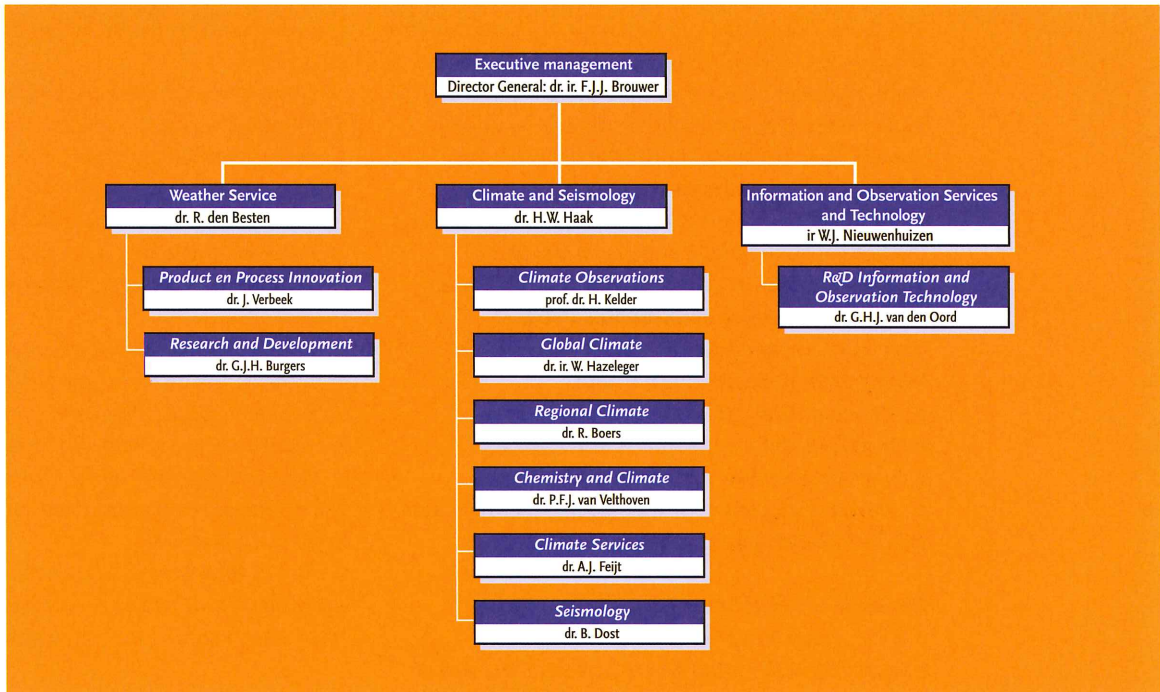 Executive management
Director General: dr. ir. F.J.J. Brouwer
Weather Service
dr. R. den Besten
Product en Process Innovation
dr. J. Verbeek
Research and Development
dr. G.J.H. Burgers
Climate and Seismology
dr. H.W. Haak
Climate Observations
prof. dr. H. Kelder
Global Climate
dr. ir. W. Hazeleger
Regional Climate
dr. R. Boers
Chemistry and Climate
dr. P.F.J. van Velthoven
Climate Services
dr. A.J. Feijt
Seismology
dr. B. Dost
Information and Observation Services
and Technology
ir W.J. Nieuwenhuizen
R&D Information and
Observation Technology
dr. G.H.J. van den Oord